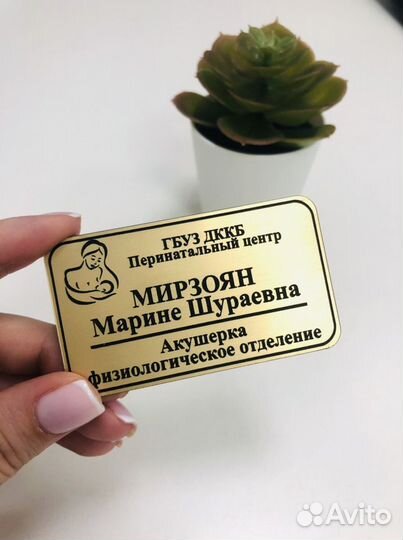 ГБУЗ ДККБ
Перинатальный центр
МИРЗОЯН
Марине Шураевна
Акушерка
физиологическое отделение
Avito